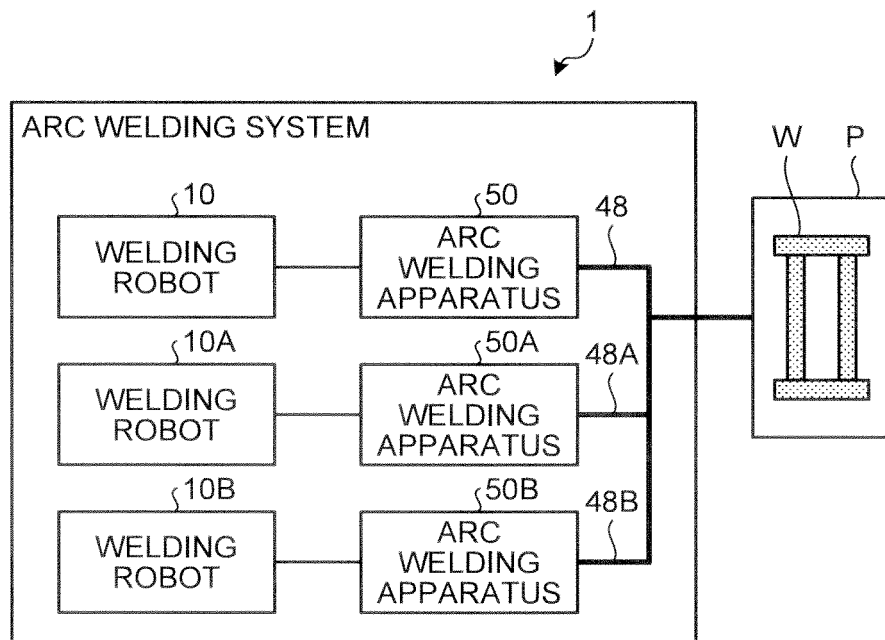 1
ARC WELDING SYSTEM
W
P
10
50
48
WELDING
ROBOT
ARC
WELDING
APPARATUS
10A
50A
48A
WELDING
ROBOT
ARC
WELDING
APPARATUS
10B
50B
48B
WELDING
ROBOT
ARC
WELDING
APPARATUS